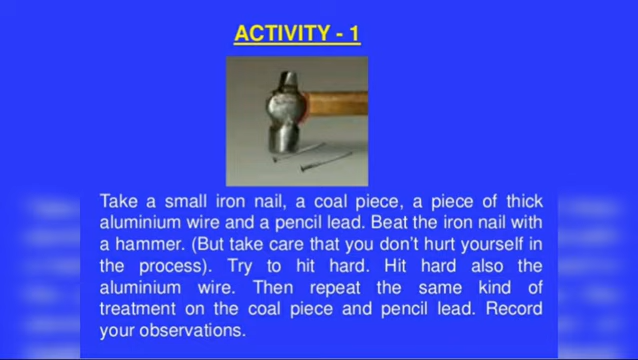 ACTIVITY - 1
Take a small iron nail, a coal piece, a piece of thick
aluminium wire and a pencil lead. Beat the iron nail with
a hammer. (But take care that you don't hurt yourself in
the process). Try to hit hard. Hit hard also the
aluminium wire. Then repeat the same kind of
treatment on the coal piece and pencil lead. Record
your observations.